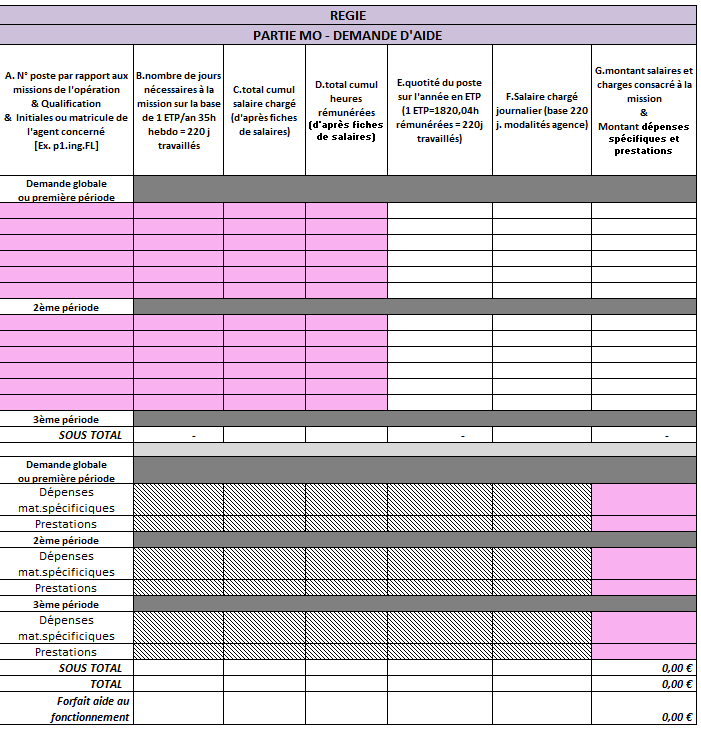 REGIE
PARTIE MO - DEMANDE D'AIDE
A. N° poste par rapport aux
missions de l'opération
& Qualification
& Initiales ou matricule de
l'agent concerné
[Ex. p1.ing.FL]
B.nombre de jours
nécessaires à la
mission sur la base
de 1 ETP/an 35h
hebdo = 220 j
travaillés
C.total cumul
salaire chargé
(d'après fiches
de salaires)
D.total cumul
heures
rémunérées
(d'après fiches
de salaires)
E.quotité du poste
sur l'année en ETP
(1 ETP=1820,04h
rémunérées = 220j
travaillés)
F.Salaire chargé
journalier (base 220
j. modalités agence)
G.montant salaires et
charges consacré à la
mission
&
Montant dépenses
spécifiques et
prestations
Demande globale
ou première période
2ème période
3ème période
SOUS TOTAL - - -
Demande globale
ou première période
Dépenses
mat.spécificiques
Prestations
2ème période
Dépenses
mat.spécificiques
Prestations
3ème période
Dépenses
mat.spécificiques
Prestations
SOUS TOTAL 0,00 €
TOTAL 0,00 €
Forfait aide au
fonctionnement 0,00 €